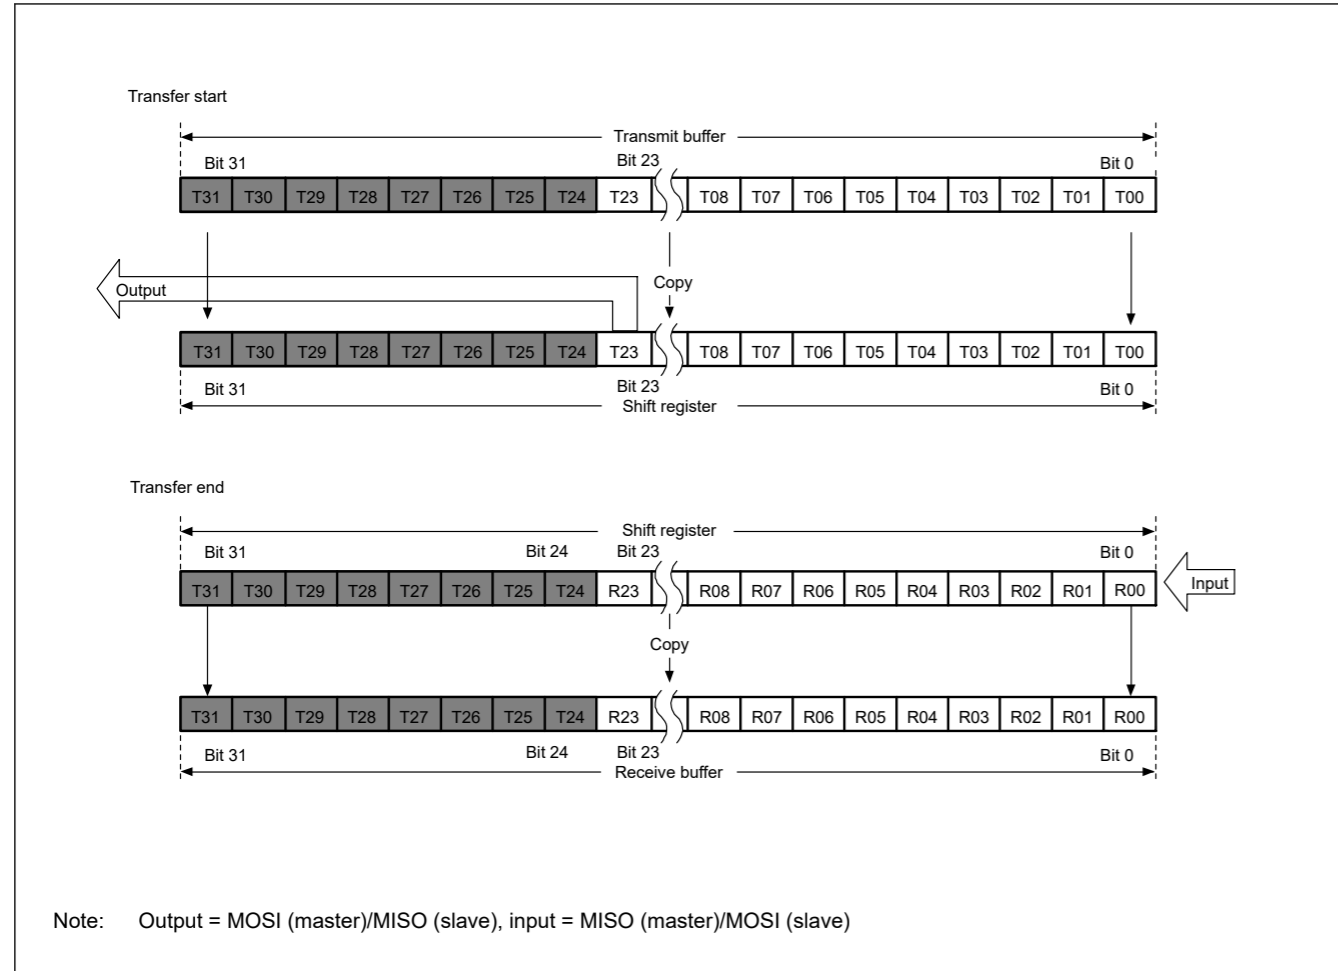 Transfer start
Transmit buffer
Bit 31 Bit 23 Bit 0
T31 T30 T29 T28 T27 T26 T25 T24 T23 T08 T07 T06 T05 T04 T03 T02 T01 T00
Output Copy
T31 T30 T29 T28 T27 T26 T25 T24 T23 T08 T07 T06 T05 T04 T03 T02 T01 T00
Bit 31 Bit 23 Bit 0
Shift register
Transfer end
Shift register
Bit 31 Bit 24 Bit 23 Bit 0
T31 T30 T29 T28 T27 T26 T25 T24 R23 R08 R07 R06 R05 R04 R03 R02 R01 R00 Input
Copy
T31 T30 T29 T28 T27 T26 T25 T24 R23 R08 R07 R06 R05 R04 R03 R02 R01 R00
Bit 31 Bit 24 Bit 23 Bit 0
Receive buffer
Note: Output = MOSI (master)/MISO (slave), input = MISO (master)/MOSI (slave)